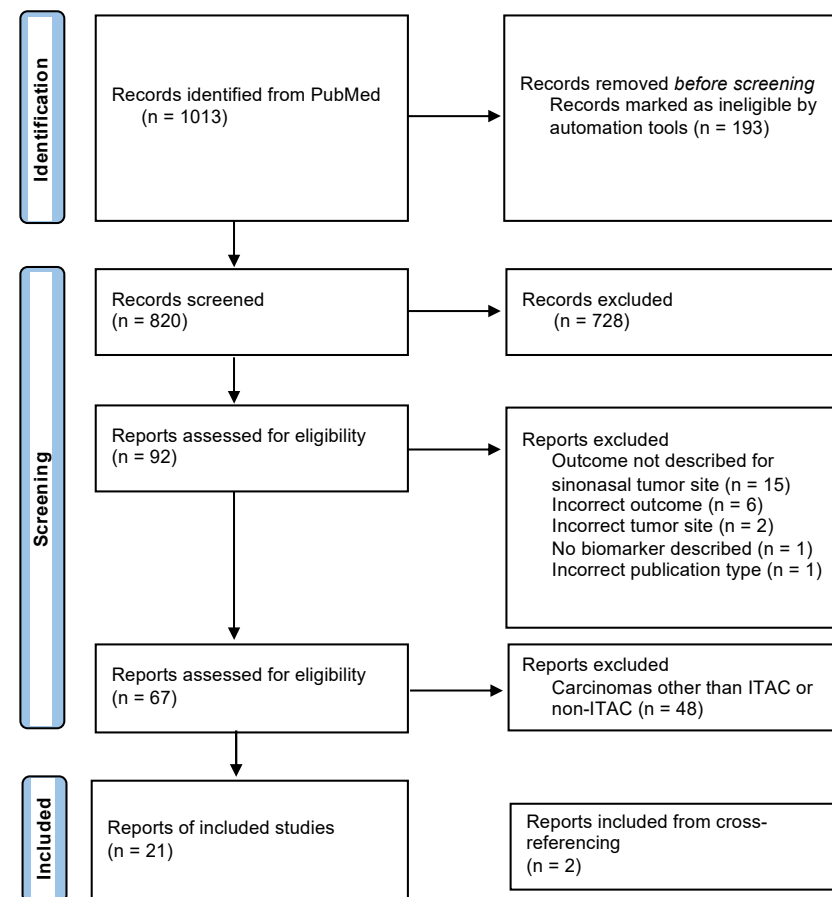 Identification
Records identified from PubMed
(n = 1013)
Records removed before screening
Records marked as ineligible by
automation tools (n = 193)
Screening
Records screened
(n = 820)
Records excluded
(n = 728)
Reports assessed for eligibility
(n = 92)
Reports excluded
Outcome not described for
sinonasal tumor site (n = 15)
Incorrect outcome (n = 6)
Incorrect tumor site (n = 2)
No biomarker described (n = 1)
Incorrect publication type (n = 1)
Reports assessed for eligibility
(n = 67)
Reports excluded
Carcinomas other than ITAC or
non-ITAC (n = 48)
Included
Reports of included studies
(n = 21)
Reports included from cross-
referencing
(n = 2)